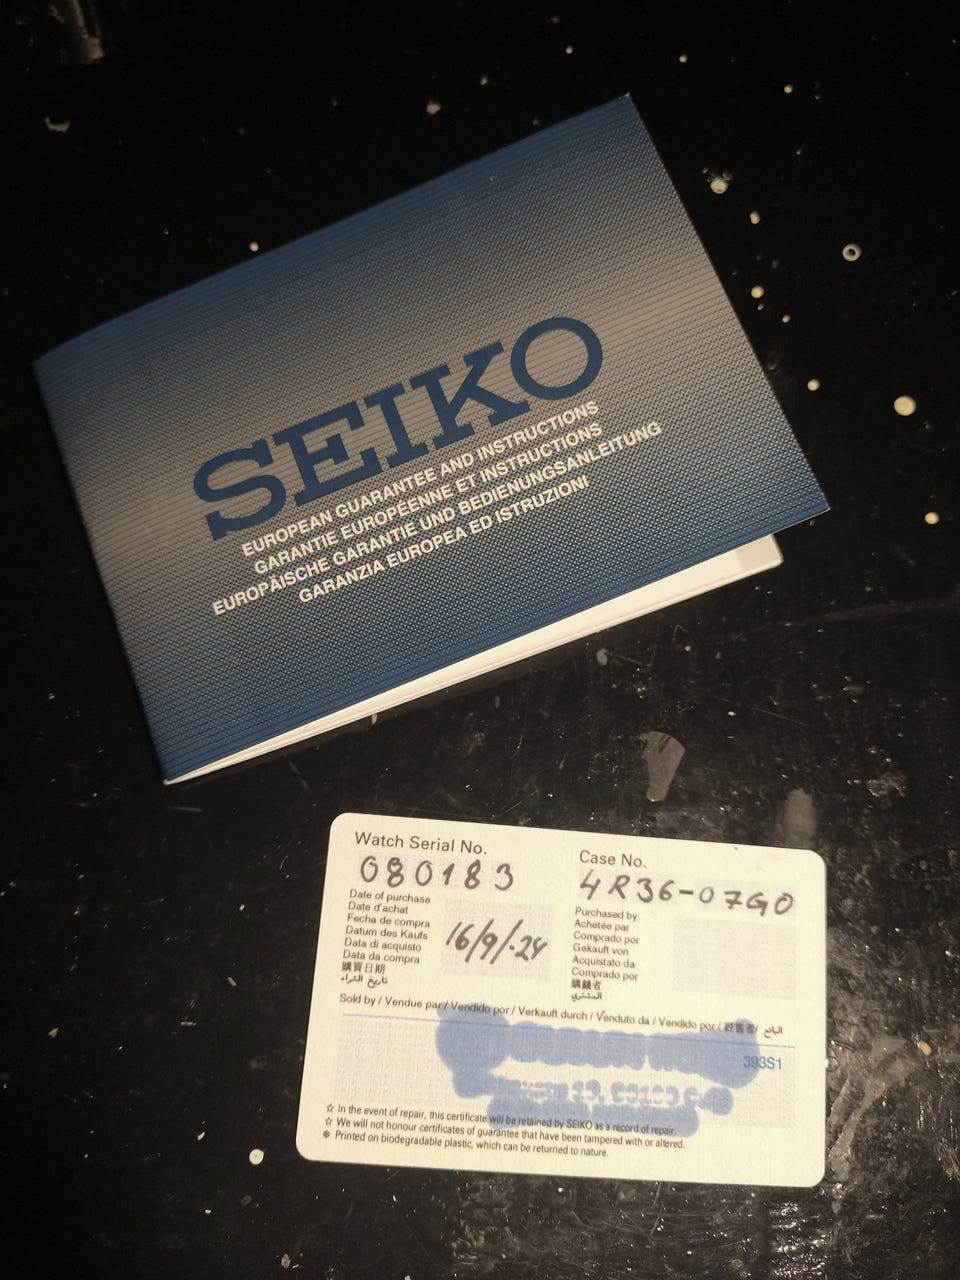 SEIKO
EUROPEAN GUARANTEE AND INSTRUCTIONS
GARANTIE EUROPÉENNE ET INSTRUCTIONS
EUROPÄISCHE GARANTIE UND BEDIENUNGSANLEITUNG
GARANZIA EUROPEA ED ISTRUZIONI
Watch Serial No.
080183
Case No.
4R36-07G0
Date of purchase
Date d'achat
Fecha de compra
Datum des Kaufs
Data di acquisto
Data da compra
購買日期
تاريخ الشراء
16/9/-24
Purchased by
Achetée par
Comprado por
Gekauft von
Acquistato da
Comprado por
購錶者
المشتري
Sold by / Vendue par / Vendido por / Verkauft durch / Venduto da / Vendido por / 經售者 / البائع
393S1
☆ In the event of repair, this certificate will be retained by SEIKO as a record of repair.
☆ We will not honour certificates of guarantee that have been tampered with or altered.
❄ Printed on biodegradable plastic, which can be returned to nature.